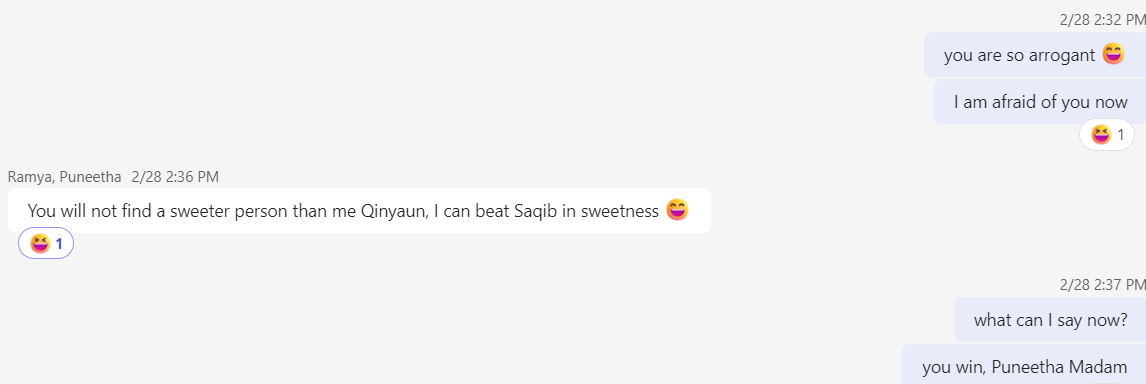 2/28 2:32 PM
you are so arrogant 😄
I am afraid of you now
😆 1
Ramya, Puneetha 2/28 2:36 PM
You will not find a sweeter person than me Qinyaun, I can beat Saqib in sweetness 😄
😆 1
2/28 2:37 PM
what can I say now?
you win, Puneetha Madam